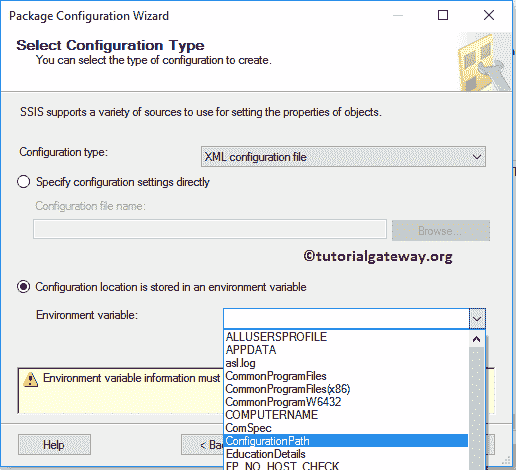 Package Configuration Wizard
Select Configuration Type
You can select the type of configuration to create.
SSIS supports a variety of sources to use for setting the properties of objects.
Configuration type:
XML configuration file
Specify configuration settings directly
Configuration file name:
Browse...
©tutorialgateway.org
Configuration location is stored in an environment variable
Environment variable:
ALLUSERSPROFILE
APPDATA
asl.log
CommonProgramFiles
CommonProgramFiles(x86)
Environment variable information must
CommonProgramW6432
COMPUTERNAME
ComSpec
ConfigurationPath
Help
EducationDetails